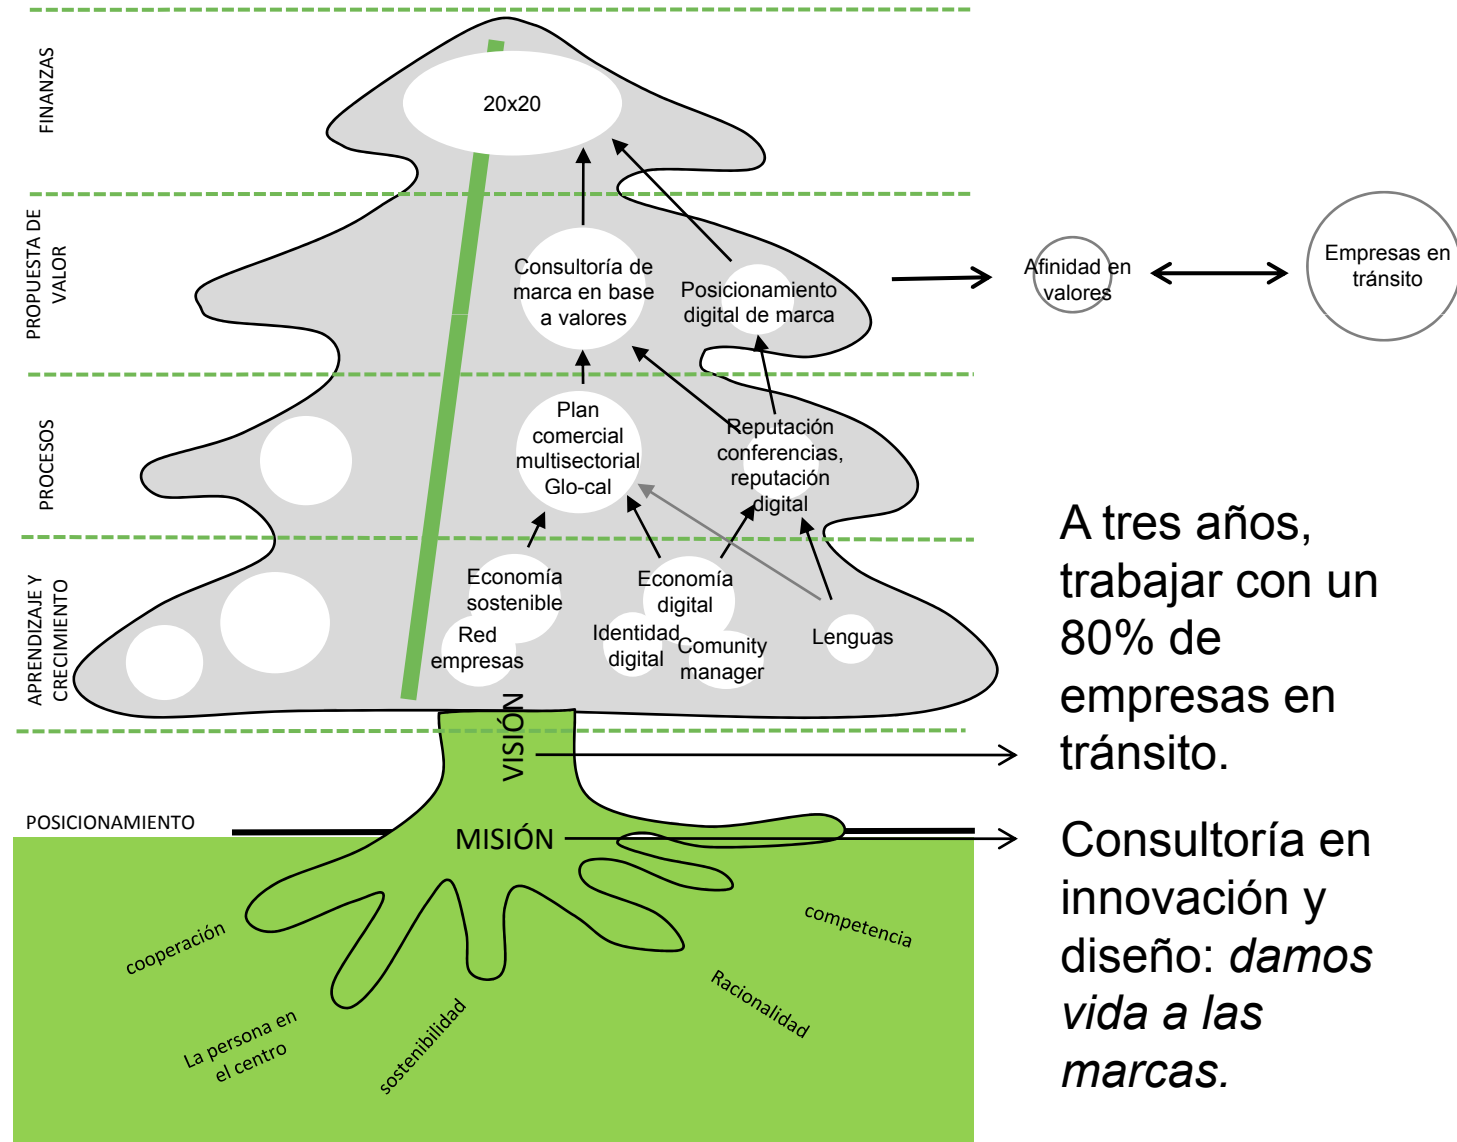 FINANZAS
20x20
PROPUESTA DE
VALOR
Consultoría de
marca en base
a valores
Posicionamiento
digital de marca
Afinidad en
valores
Empresas en
tránsito
PROCESOS
Plan
comercial
multisectorial
Glo-cal
Reputación
conferencias,
reputación
digital
APRENDIZAJE Y
CRECIMIENTO
Economía
sostenible
Red
empresas
Economía
digital
Identidad
digital
Comunity
manager
Lenguas
VISIÓN
A tres años,
trabajar con un
80% de
empresas en
tránsito.
POSICIONAMIENTO
MISIÓN
Consultoría en
innovación y
diseño: damos
vida a las
marcas.
cooperación
La persona en
el centro
sostenibilidad
Racionalidad
competencia